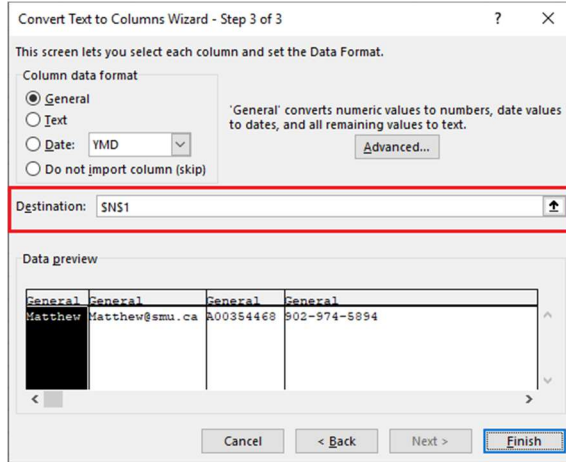 Convert Text to Columns Wizard - Step 3 of 3 ? ×
This screen lets you select each column and set the Data Format.
Column data format
General
Text
Date: YMD
Do not import column (skip)
'General' converts numeric values to numbers, date values
to dates, and all remaining values to text.
Advanced...
Destination: $N$1
Data preview
General General General General
Matthew Matthew@smu.ca A00354468 902-974-5894
Cancel < Back Next > Finish